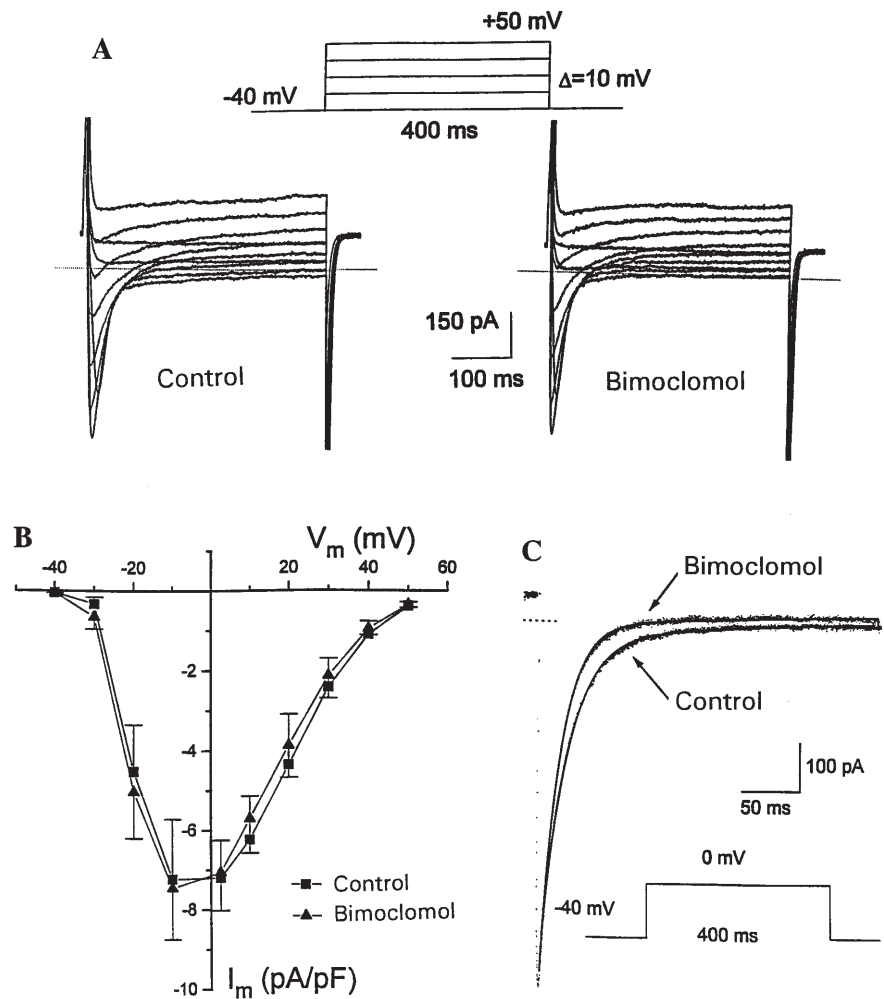 A
+50 mV
-40 mV
Δ=10 mV
400 ms
150 pA
100 ms
Control
Bimoclomol
B
Vm (mV)
-40
-20
20
40
60
-2
-4
-6
-8
-10
Control
Bimoclomol
Im (pA/pF)
C
Bimoclomol
Control
100 pA
50 ms
0 mV
-40 mV
400 ms